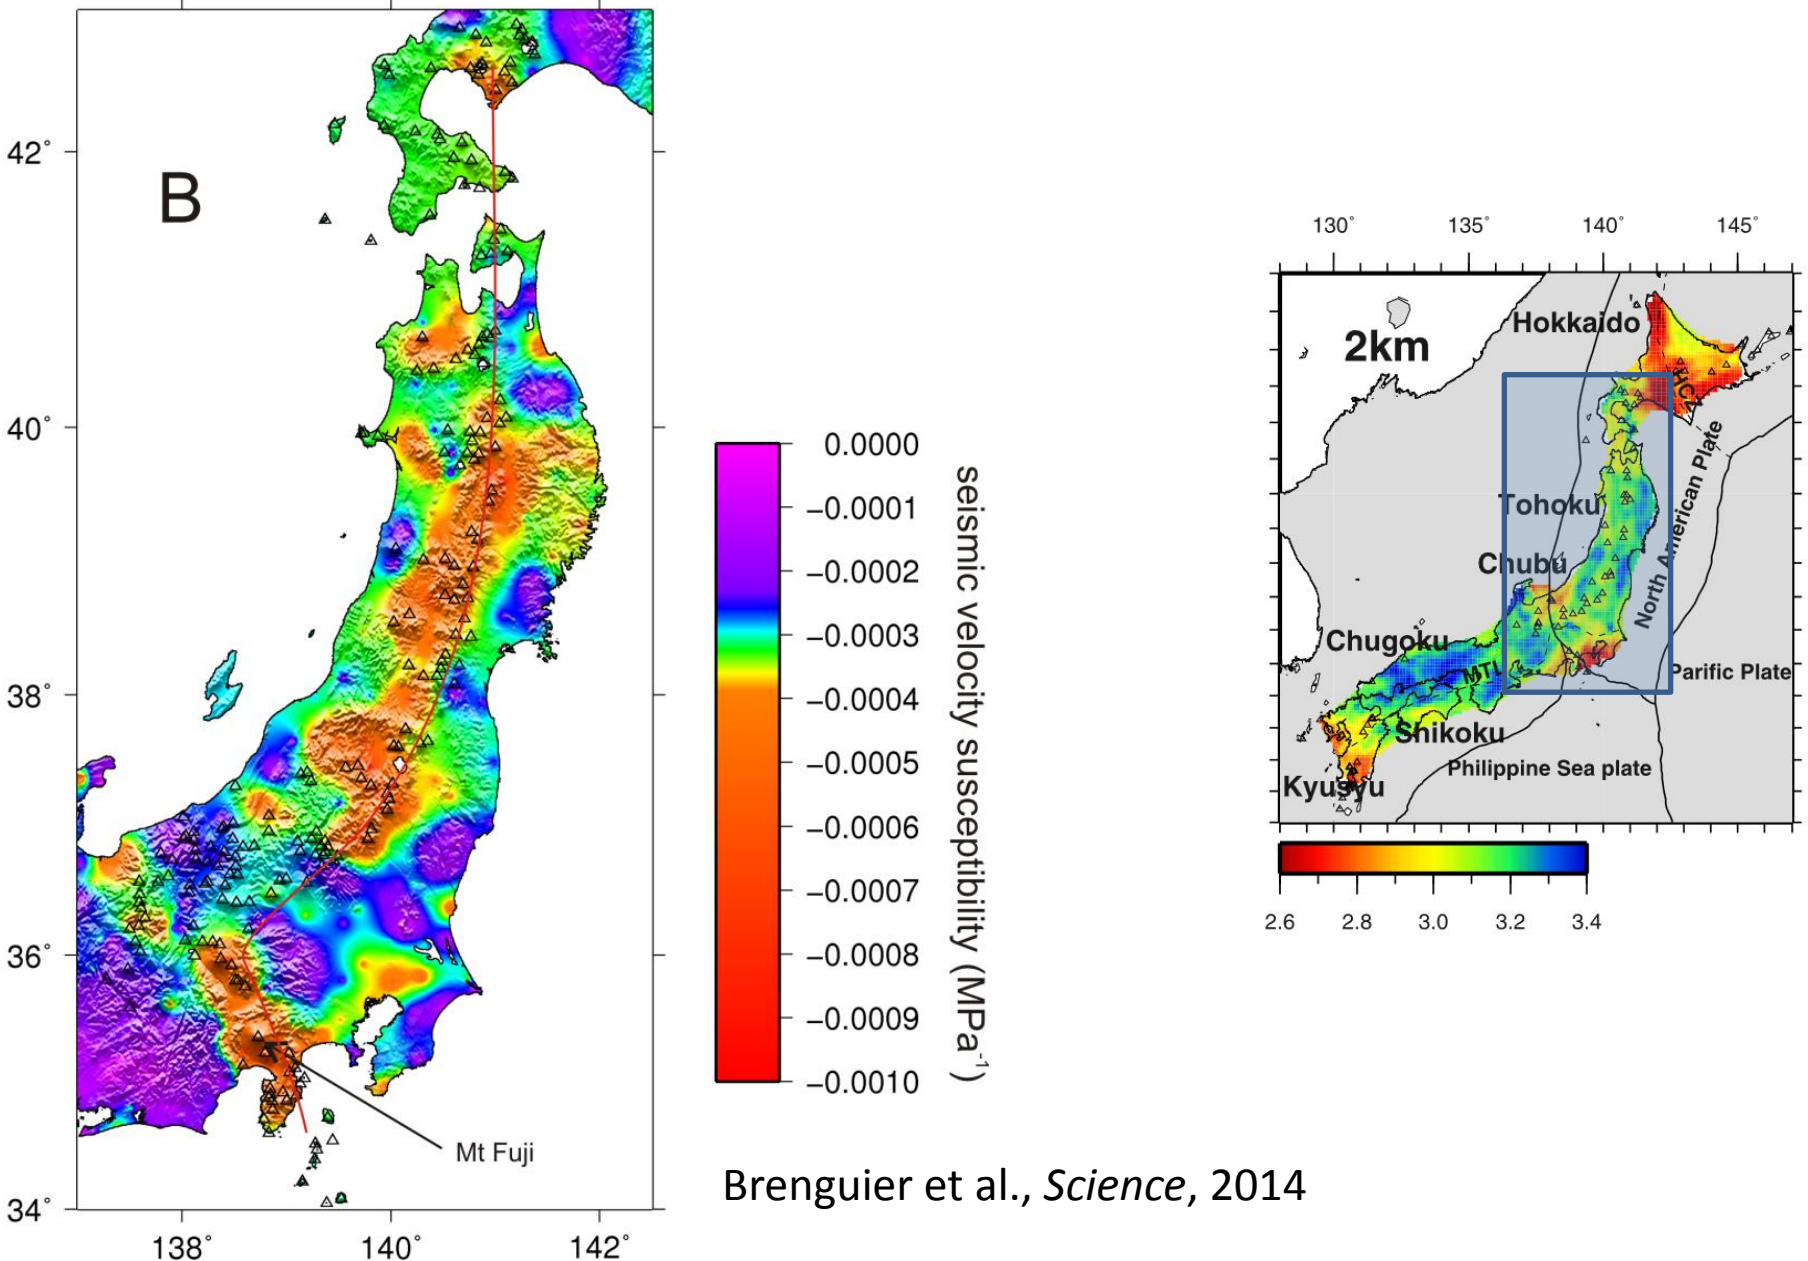 42°
40°
38°
36°
34°
138°
140°
142°
B
Mt Fuji
0.0000
−0.0001
−0.0002
−0.0003
−0.0004
−0.0005
−0.0006
−0.0007
−0.0008
−0.0009
−0.0010
seismic velocity susceptibility (MPa⁻¹)
130°
135°
140°
145°
2km
Hokkaido
HCZ
Tohoku
Chubu
Chugoku
MTL
Shikoku
Kyusyu
North American Plate
Parific Plate
Philippine Sea plate
2.6
2.8
3.0
3.2
3.4
Brenguier et al., Science, 2014